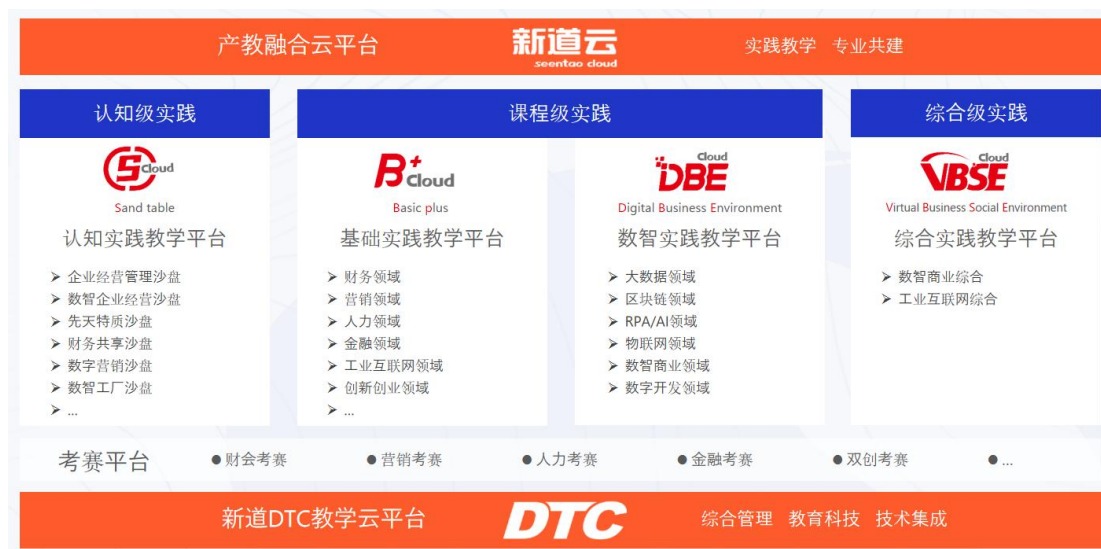 产教融合云平台
新道云
seentao cloud
实践教学 专业共建
认知级实践
课程级实践
综合级实践
S Cloud
Sand table
认知实践教学平台
➢ 企业经营管理沙盘
➢ 数智企业经营沙盘
➢ 先天特质沙盘
➢ 财务共享沙盘
➢ 数字营销沙盘
➢ 数智工厂沙盘
➢ ...
B+ Cloud
Basic plus
基础实践教学平台
➢ 财务领域
➢ 营销领域
➢ 人力领域
➢ 金融领域
➢ 工业互联网领域
➢ 创新创业领域
➢ ...
DBE Cloud
Digital Business Environment
数智实践教学平台
➢ 大数据领域
➢ 区块链领域
➢ RPA/AI领域
➢ 物联网领域
➢ 数智商业领域
➢ 数字开发领域
VBSE Cloud
Virtual Business Social Environment
综合实践教学平台
➢ 数智商业综合
➢ 工业互联网综合
考赛平台
●财会考赛
●营销考赛
●人力考赛
●金融考赛
●双创考赛
●...
新道DTC教学云平台
DTC
综合管理 教育科技 技术集成